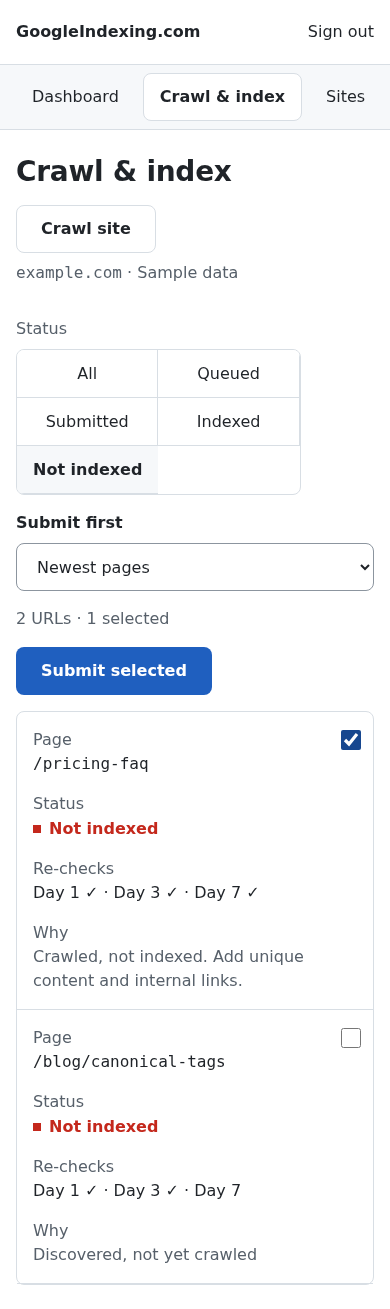 GoogleIndexing.com
Sign out
Dashboard
Crawl & index
Sites
Crawl & index
Crawl site
example.com · Sample data
Status
All
Queued
Submitted
Indexed
Not indexed
Submit first
Newest pages
2 URLs · 1 selected
Submit selected
Page
/pricing-faq
Status
Not indexed
Re-checks
Day 1 ✓ · Day 3 ✓ · Day 7 ✓
Why
Crawled, not indexed. Add unique
content and internal links.
Page
/blog/canonical-tags
Status
Not indexed
Re-checks
Day 1 ✓ · Day 3 ✓ · Day 7
Why
Discovered, not yet crawled